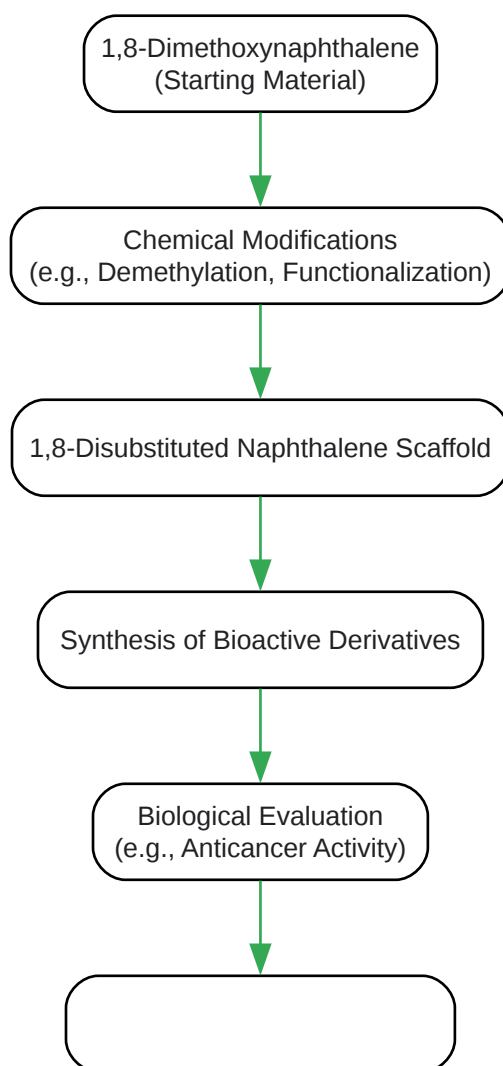 1,8-Dimethoxynaphthalene
(Starting Material)
Chemical Modifications
(e.g., Demethylation, Functionalization)
1,8-Disubstituted Naphthalene Scaffold
Synthesis of Bioactive Derivatives
Biological Evaluation
(e.g., Anticancer Activity)